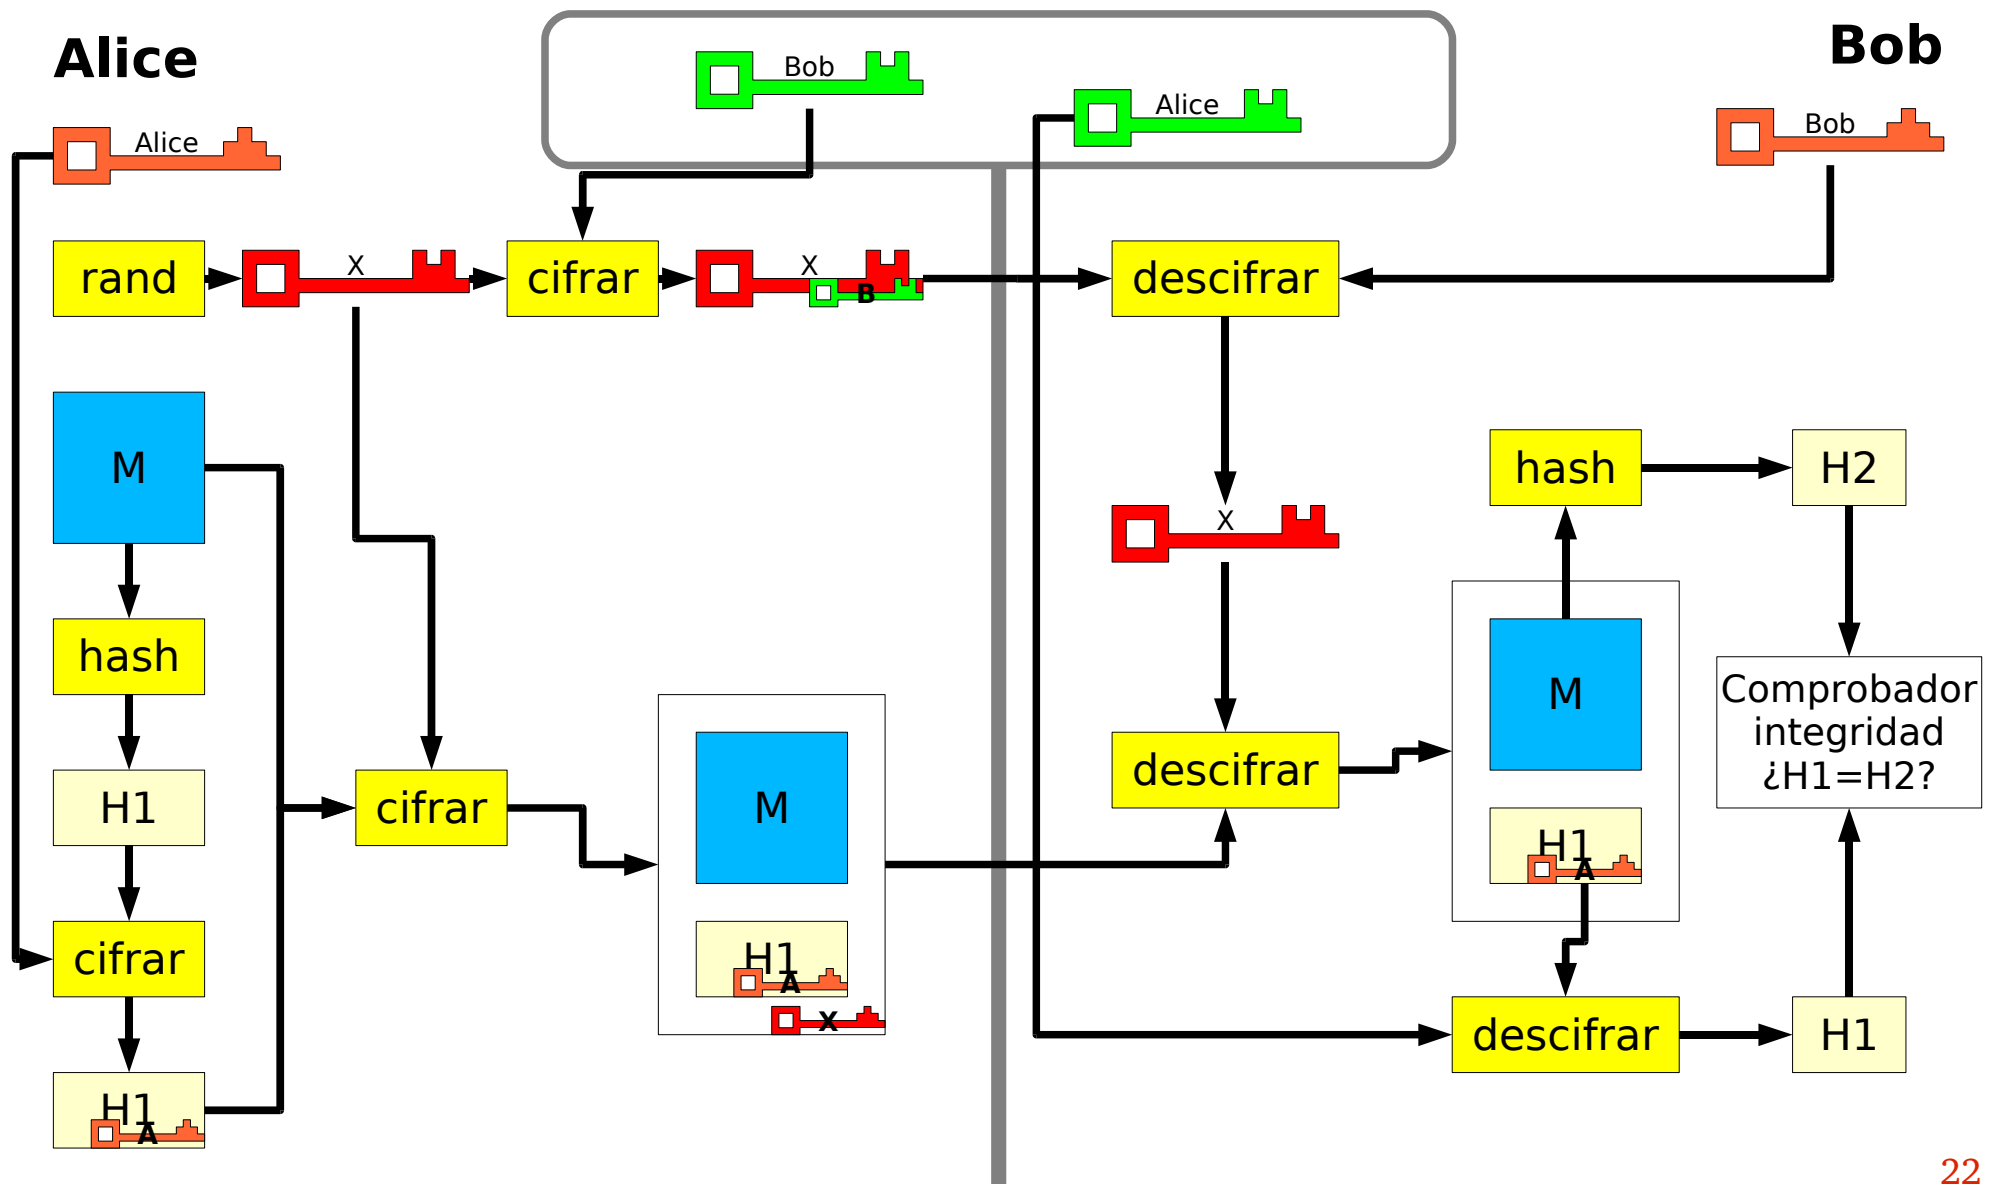 Alice
Bob
Bob
Alice
Alice
Bob
rand
X
cifrar
X
B
descifrar
M
hash
H1
cifrar
H1
A
cifrar
M
H1
A
X
X
descifrar
hash
H2
M
H1
A
Comprobador
integridad
¿H1=H2?
descifrar
H1
22